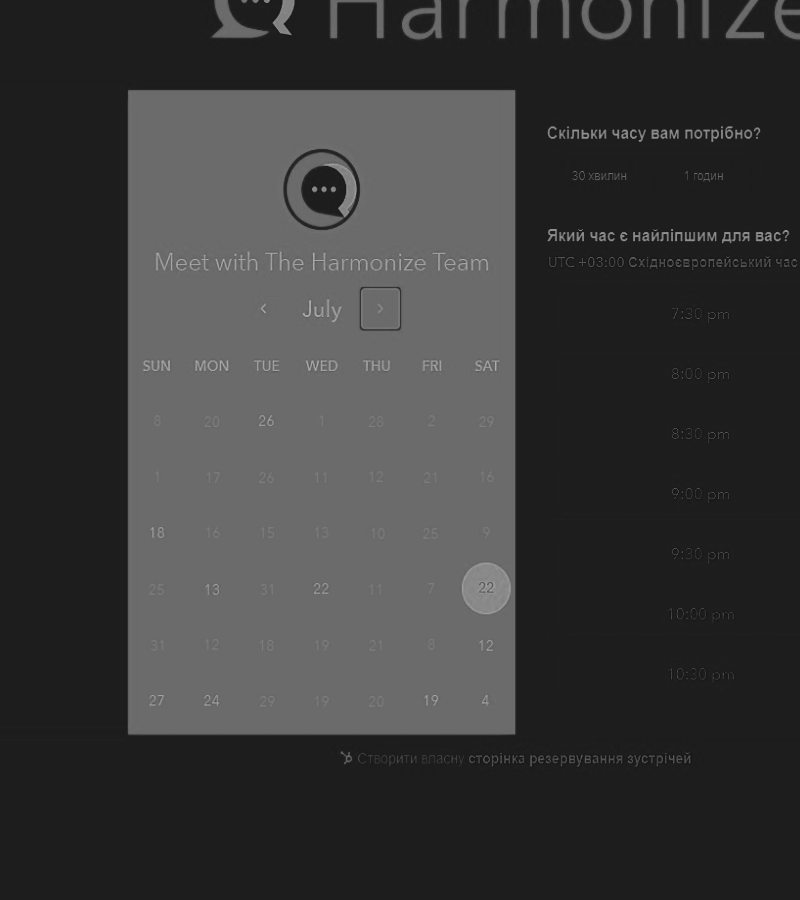 Harmonize
Meet with The Harmonize Team
July
SUN MON TUE WED THU FRI SAT
8 20 26 1 28 2 29
1 17 26 11 12 21 16
18 16 15 13 10 25 9
25 13 31 22 11 7 22
31 12 18 19 21 8 12
27 24 29 19 20 19 4
Скільки часу вам потрібно?
30 хвилин 1 годин
Який час є найліпшим для вас?
UTC +03:00 Східноєвропейський час
7:30 pm
8:00 pm
8:30 pm
9:00 pm
9:30 pm
10:00 pm
10:30 pm
Створити власну сторінка резервування зустрічей